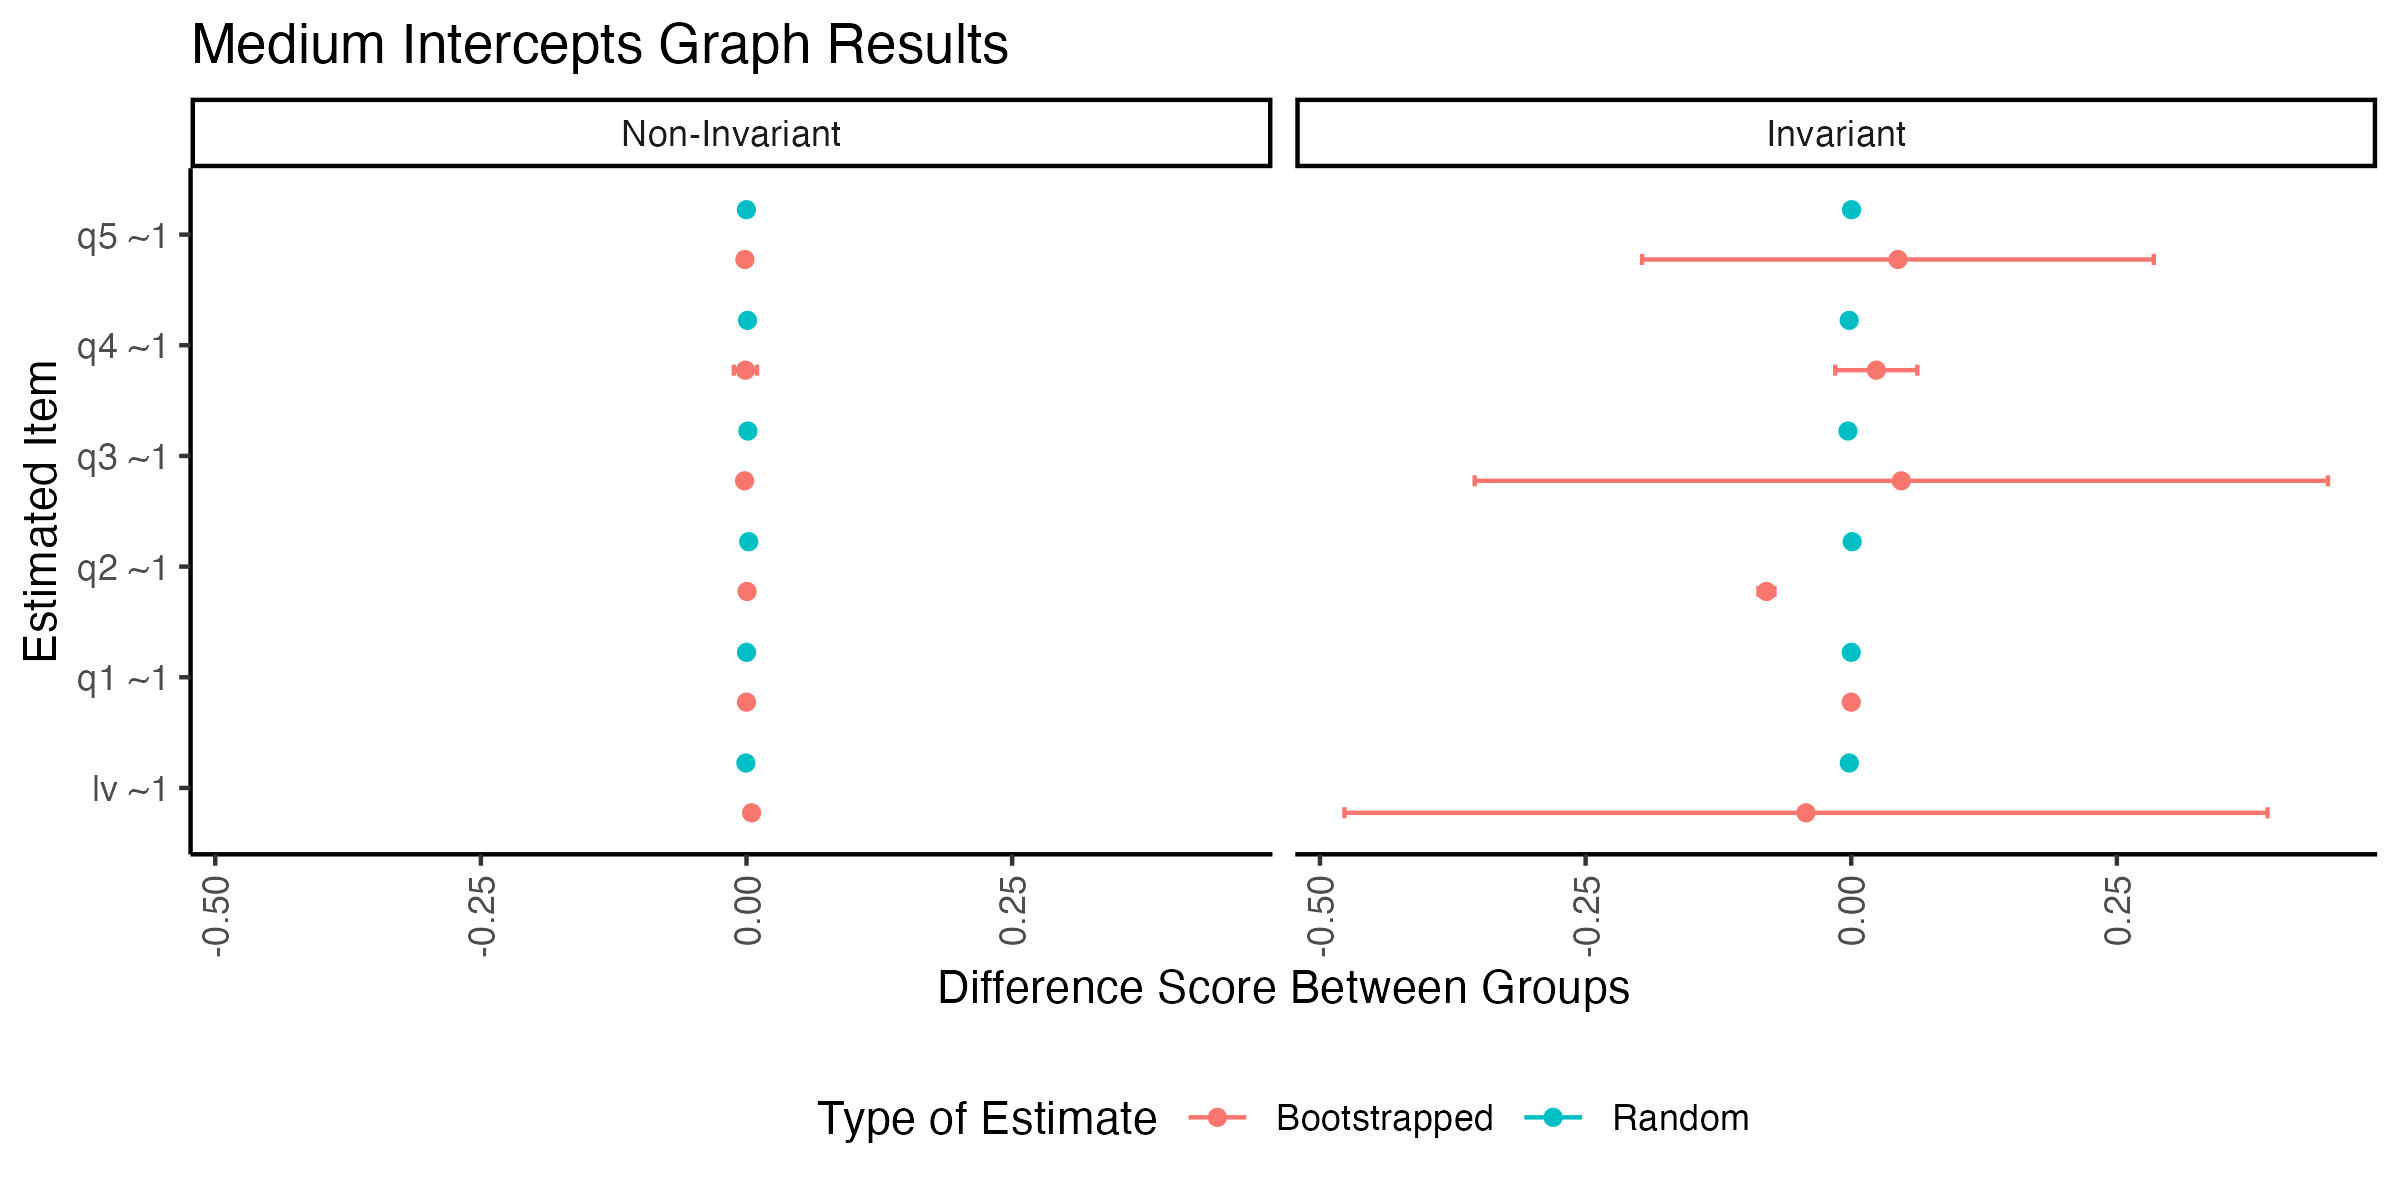 Medium Intercepts Graph Results
Non-Invariant
Invariant
Estimated Item
q5 ~1
q4 ~1
q3 ~1
q2 ~1
q1 ~1
lv ~1
-0.50
-0.25
0.00
0.25
-0.50
-0.25
0.00
0.25
Difference Score Between Groups
Type of Estimate Bootstrapped Random